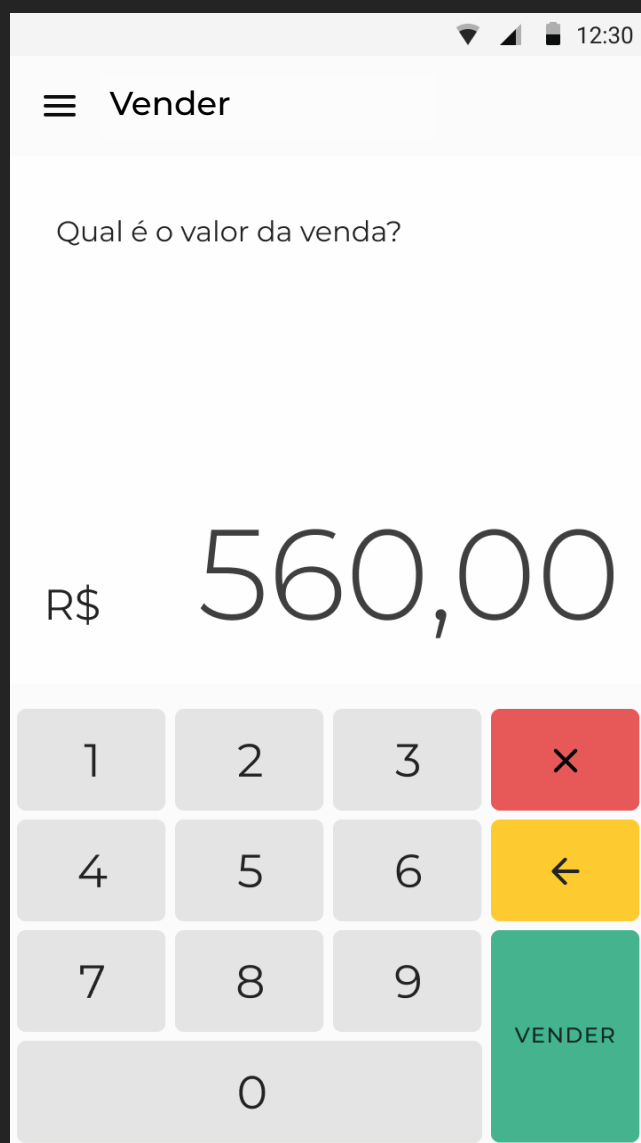 12:30
Vender
Qual é o valor da venda?
R$ 560,00
1 2 3
4 5 6
7 8 9
VENDER
0